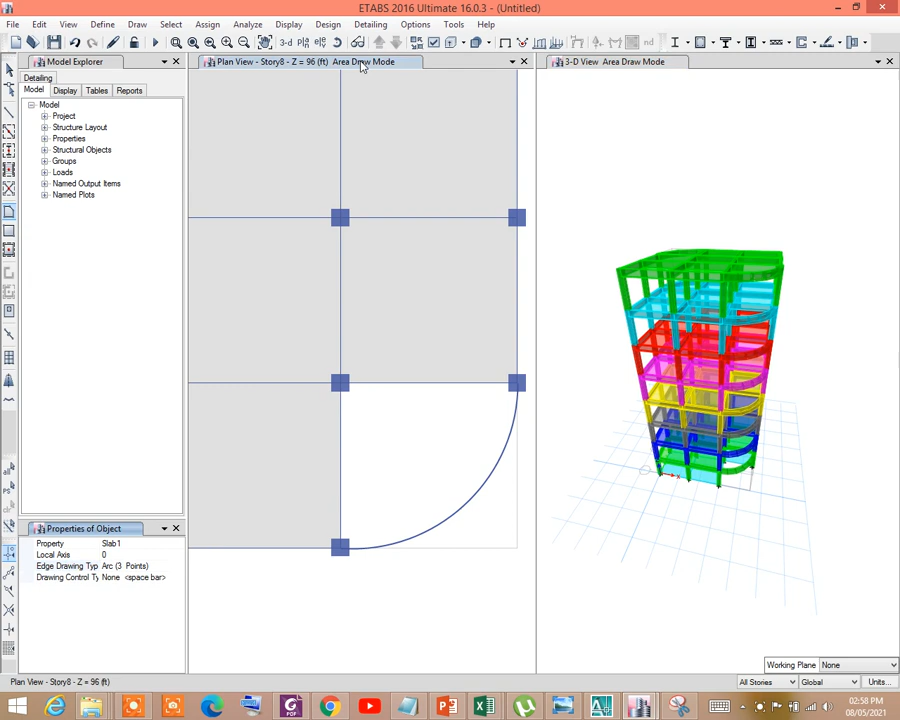 ETABS 2016 Ultimate 16.0.3 - (Untitled)
File Edit View Define Draw Select Assign Analyze Display Design Detailing Options Tools Help
3-d nd
Model Explorer
Plan View - Story8 - Z = 96 (ft) Area Draw Mode
3-D View Area Draw Mode
Detailing
Model Display Tables Reports
Model
Project
Structure Layout
Properties
Structural Objects
Groups
Loads
Named Output Items
Named Plots
Properties of Object
Property Slab1
Local Axis 0
Edge Drawing Typ Arc (3 Points)
Drawing Control Ty None <space bar>
Working Plane None
Plan View - Story8 - Z = 96 (ft)
All Stories Global Units...
02:58 PM
08/05/2021